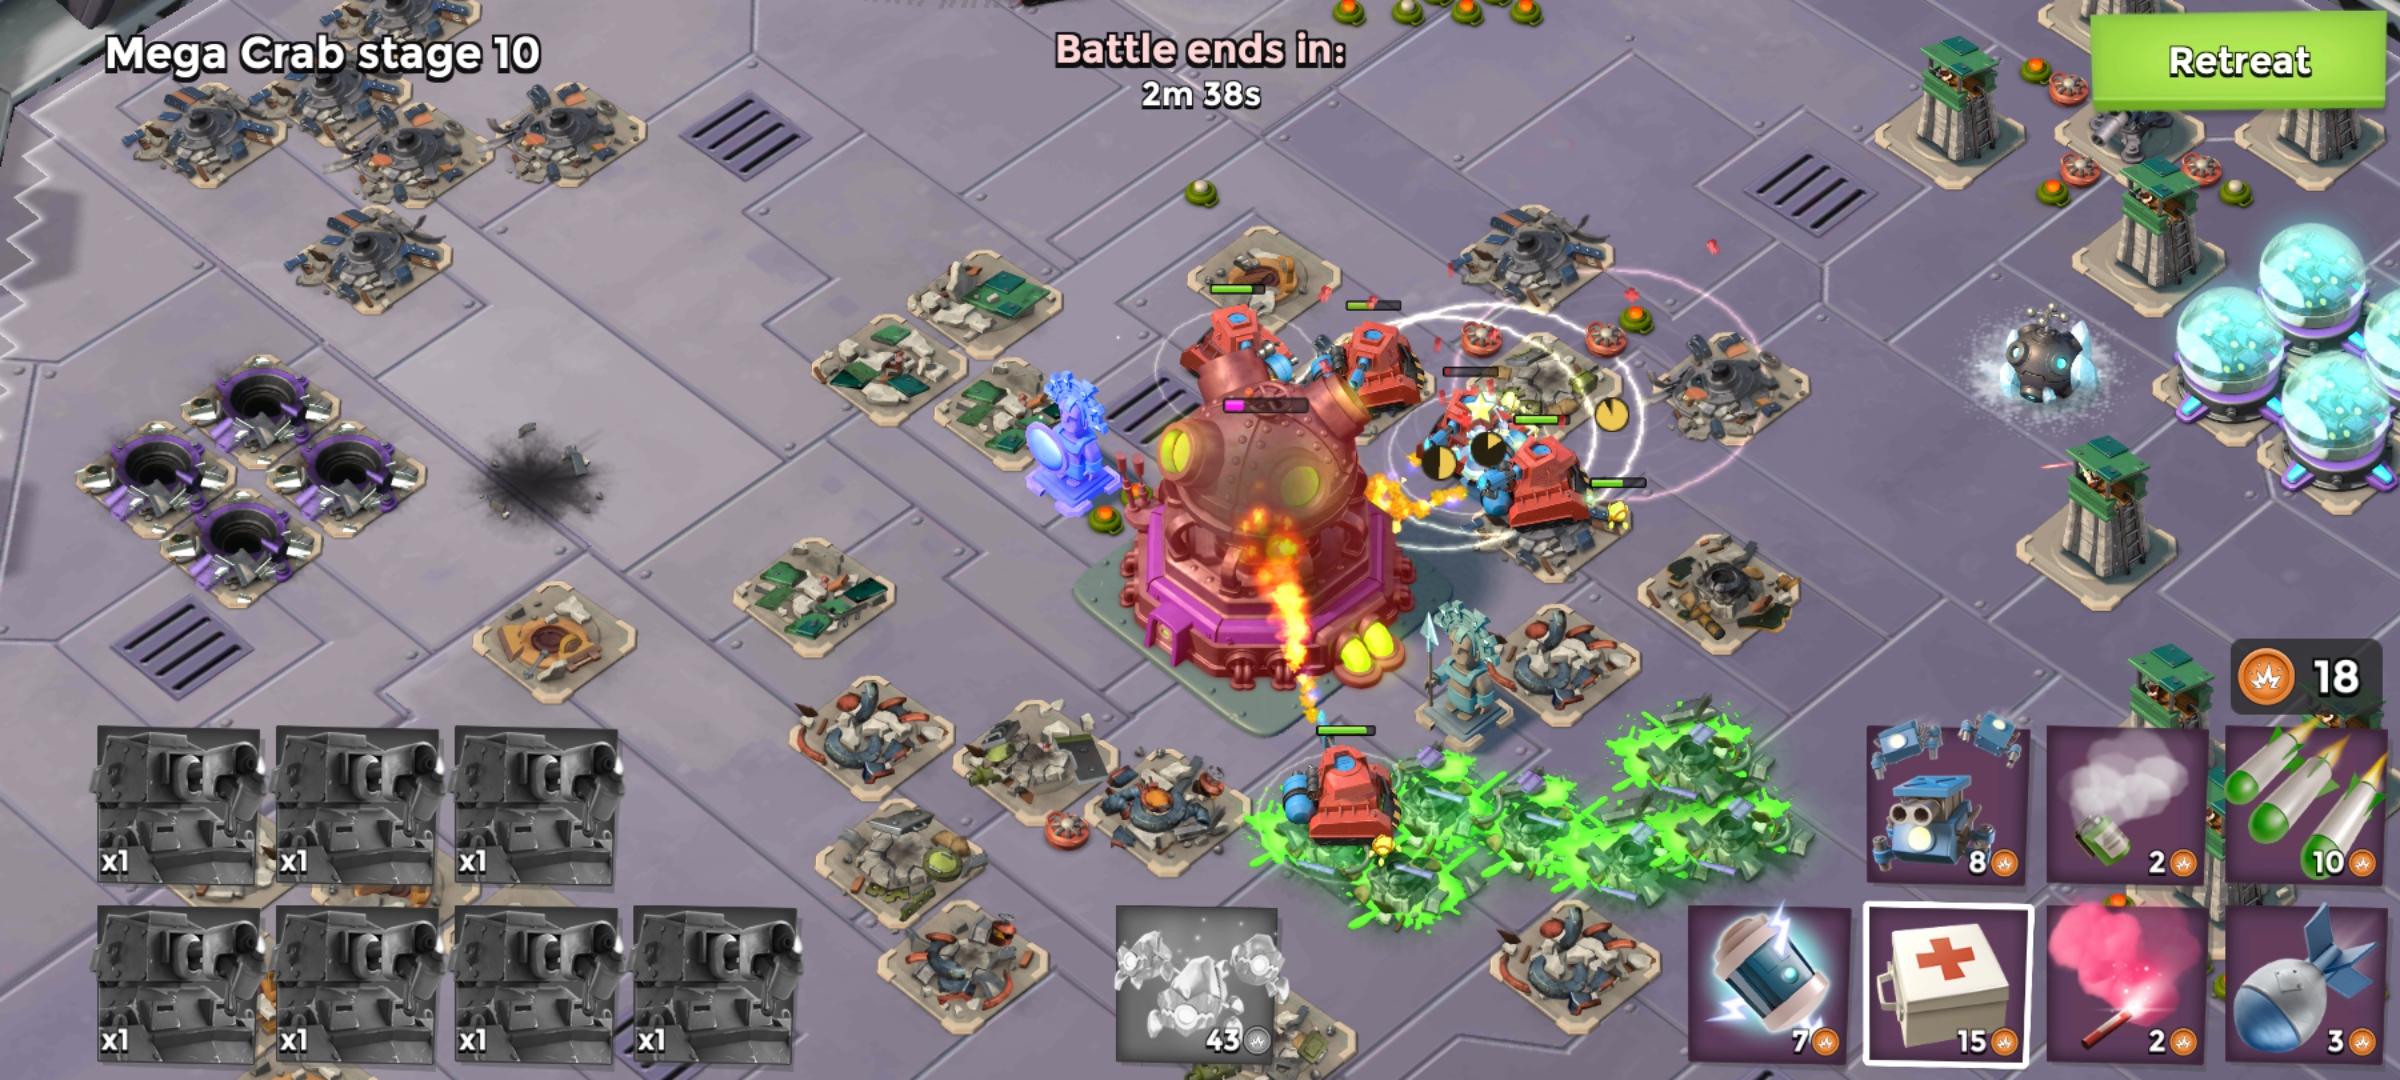 Mega Crab stage 10
Battle ends in:
2m 38s
Retreat
18
x1
x1
x1
8
2
10
x1
x1
x1
x1
43
7
15
2
3